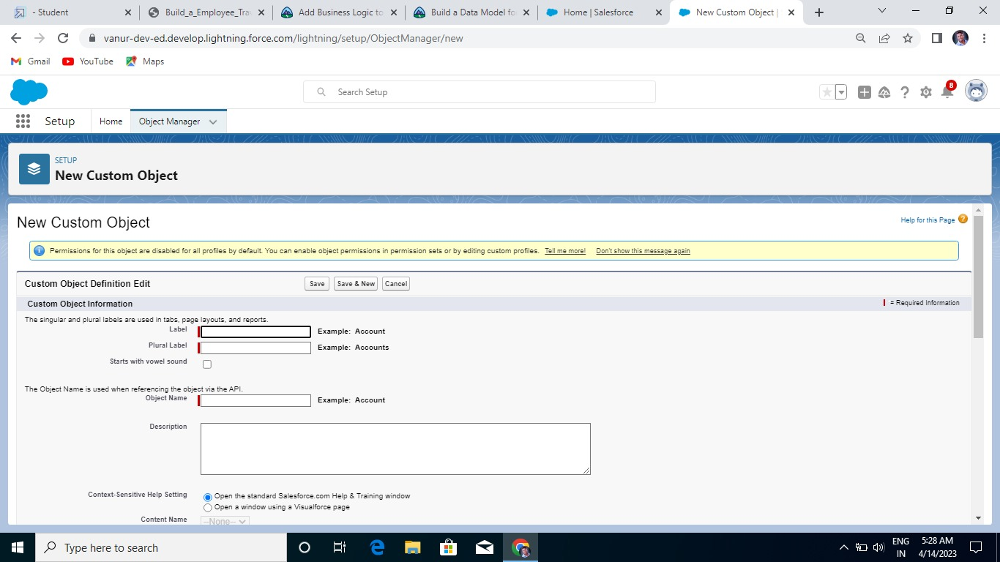 - Student
Build_a_Employee_Tra
Add Business Logic to
Build a Data Model fo
Home | Salesforce
New Custom Object |
vanur-dev-ed.develop.lightning.force.com/lightning/setup/ObjectManager/new
Gmail
YouTube
Maps
Search Setup
8
Setup
Home
Object Manager
SETUP
New Custom Object
New Custom Object
Help for this Page
Permissions for this object are disabled for all profiles by default. You can enable object permissions in permission sets or by editing custom profiles. Tell me more! Don't show this message again
Custom Object Definition Edit
Save
Save & New
Cancel
Custom Object Information
= Required Information
The singular and plural labels are used in tabs, page layouts, and reports.
Label
Example: Account
Plural Label
Example: Accounts
Starts with vowel sound
The Object Name is used when referencing the object via the API.
Object Name
Example: Account
Description
Context-Sensitive Help Setting
Open the standard Salesforce.com Help & Training window
Open a window using a Visualforce page
Content Name
--None--
Type here to search
ENG
IN
5:28 AM
4/14/2023